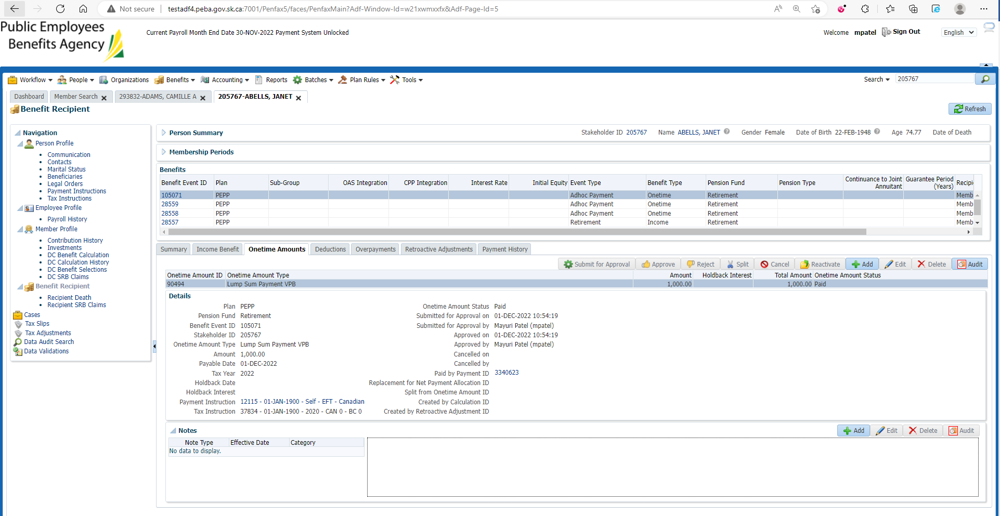 Not secure
testadf4.peba.gov.sk.ca:7001/Penfax5/faces/PenfaxMain?Adf-Window-Id=w21xwmxxfx&Adf-Page-Id=5
Public Employees
Benefits Agency
Current Payroll Month End Date 30-NOV-2022 Payment System Unlocked
Welcome mpatel Sign Out English
Workflow People Organizations Benefits Accounting Reports Batches Plan Rules Tools Search 205767
Dashboard Member Search 293832-ADAMS, CAMILLE A 205767-ABELLS, JANET
Benefit Recipient
Refresh
Navigation
Person Profile
Communication
Contacts
Marital Status
Beneficiaries
Legal Orders
Payment Instructions
Tax Instructions
Employee Profile
Payroll History
Member Profile
Contribution History
Investments
DC Benefit Calculation
DC Calculation History
DC Benefit Selections
DC SRB Claims
Benefit Recipient
Recipient Death
Recipient SRB Claims
Cases
Tax Slips
Tax Adjustments
Data Audit Search
Data Validations
Person Summary
Stakeholder ID 205767 Name ABELLS, JANET Gender Female Date of Birth 22-FEB-1948 Age 74.77 Date of Death
Membership Periods
Benefits
Benefit Event ID Plan Sub-Group OAS Integration CPP Integration Interest Rate Initial Equity Event Type Benefit Type Pension Fund Pension Type Continuance to Joint Annuitant Guarantee Period (Years) Recipi
105071 PEPP Adhoc Payment Onetime Retirement Memb
28559 PEPP Adhoc Payment Onetime Retirement Memb
28558 PEPP Adhoc Payment Onetime Retirement Memb
28557 PEPP Retirement Income Retirement Memb
Summary Income Benefit Onetime Amounts Deductions Overpayments Retroactive Adjustments Payment History
Submit for Approval Approve Reject Split Cancel Reactivate Add Edit Delete Audit
Onetime Amount ID Onetime Amount Type Amount Holdback Interest Total Amount Onetime Amount Status
90494 Lump Sum Payment VPB 1,000.00 1,000.00 Paid
Details
Plan PEPP
Pension Fund Retirement
Benefit Event ID 105071
Stakeholder ID 205767
Onetime Amount Type Lump Sum Payment VPB
Amount 1,000.00
Payable Date 01-DEC-2022
Tax Year 2022
Holdback Date
Holdback Interest
Payment Instruction 12115 - 01-JAN-1900 - Self - EFT - Canadian
Tax Instruction 37834 - 01-JAN-1900 - 2020 - CAN 0 - BC 0
Onetime Amount Status Paid
Submitted for Approval on 01-DEC-2022 10:54:19
Submitted for Approval by Mayuri Patel (mpatel)
Approved on 01-DEC-2022 10:54:19
Approved by Mayuri Patel (mpatel)
Cancelled on
Cancelled by
Paid by Payment ID 3340623
Replacement for Net Payment Allocation ID
Split from Onetime Amount ID
Created by Calculation ID
Created by Retroactive Adjustment ID
Notes
Add Edit Delete Audit
Note Type Effective Date Category
No data to display.